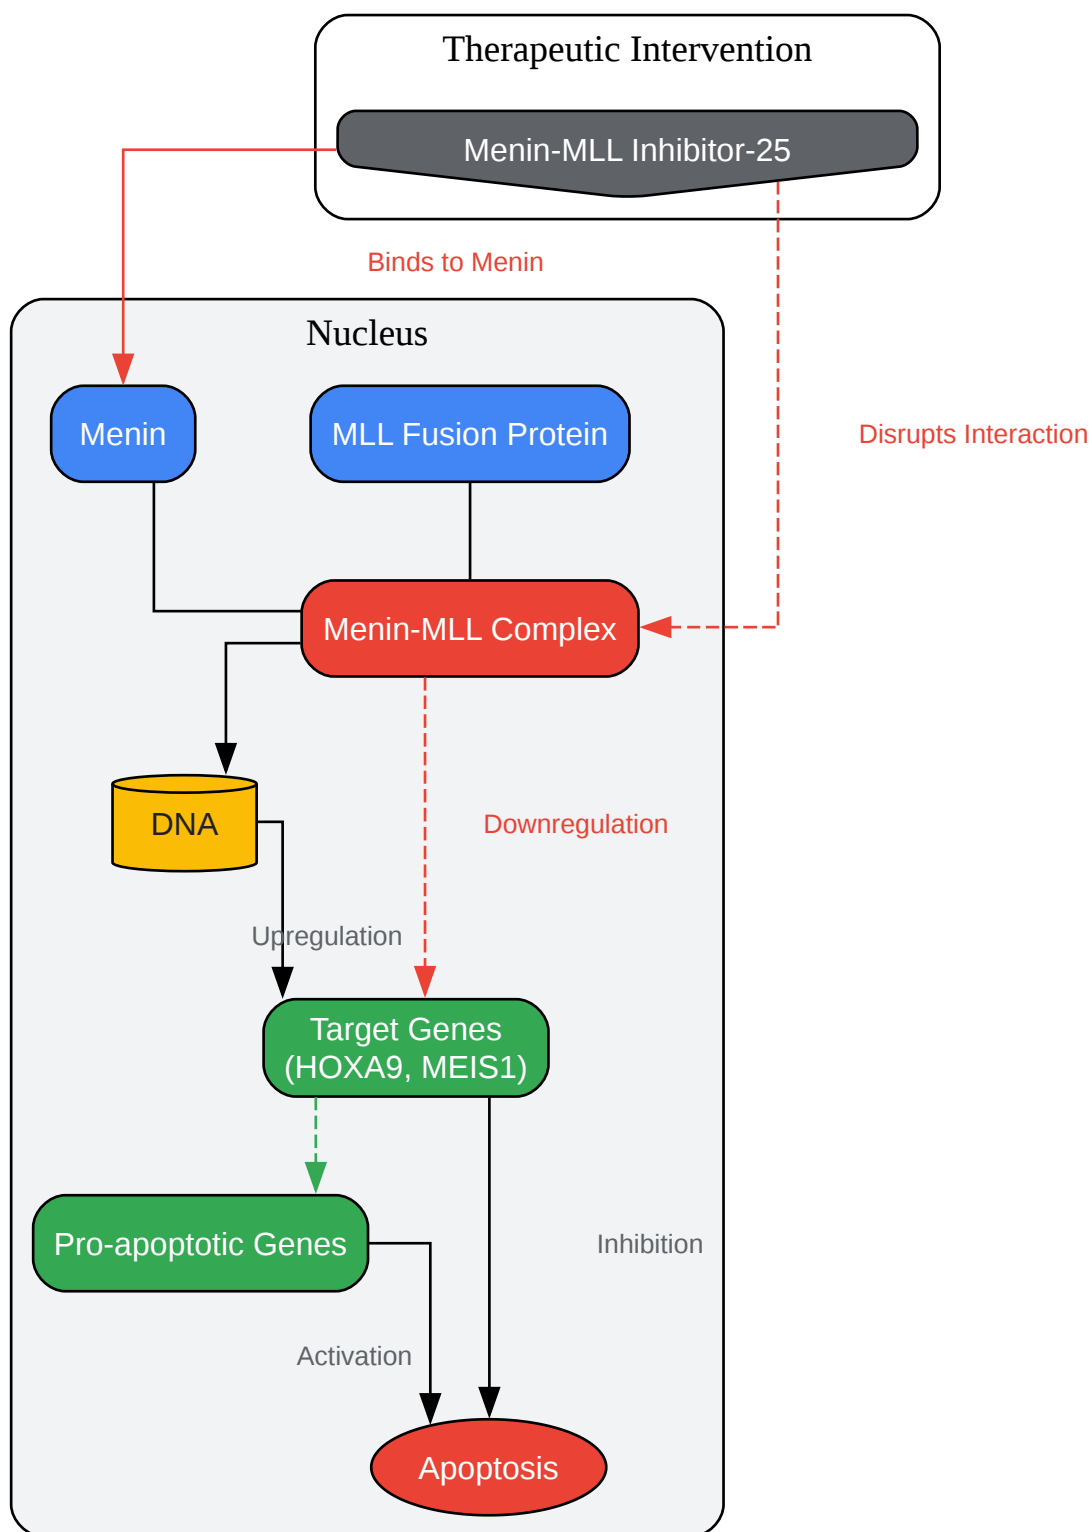 Therapeutic Intervention
Menin-MLL Inhibitor-25
Binds to Menin
Nucleus
Menin
MLL Fusion Protein
Disrupts Interaction
Menin-MLL Complex
DNA
Downregulation
Upregulation
Target Genes
(HOXA9, MEIS1)
Pro-apoptotic Genes
Inhibition
Activation
Apoptosis